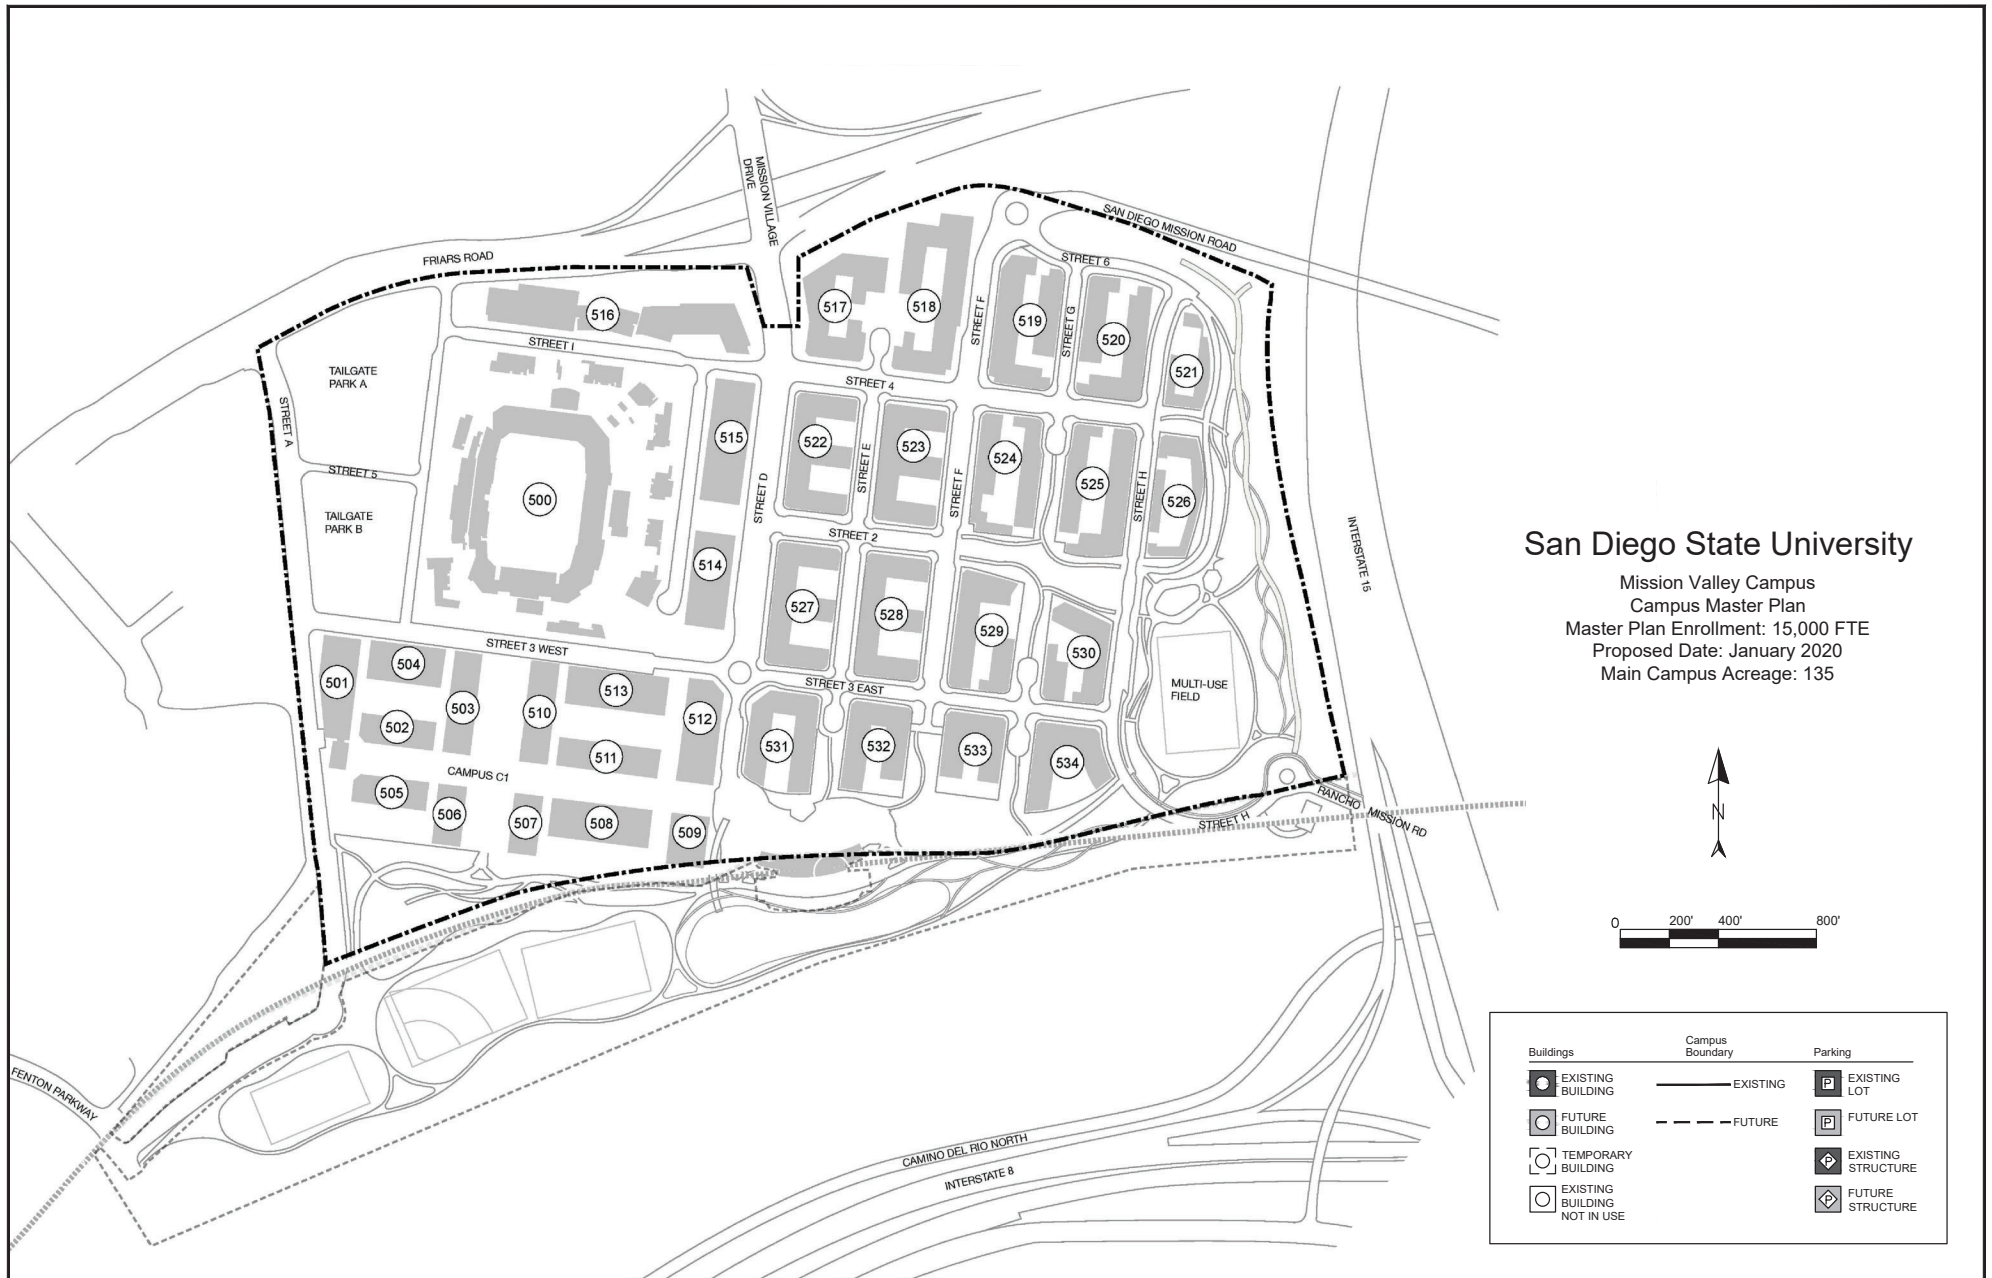 MISSION VILLAGE
DRIVE
SAN DIEGO MISSION ROAD
FRIARS ROAD
STREET 6
517
518
519
520
521
516
STREET F
STREET G
STREET I
TAILGATE
PARK A
STREET 4
STREET A
515
522
523
524
525
526
STREET E
STREET H
STREET D
STREET F
STREET 5
500
TAILGATE
PARK B
STREET 2
514
INTERSTATE 15
527
528
529
530
STREET 3 WEST
501
504
503
502
510
513
512
511
STREET 3 EAST
MULTI-USE
FIELD
531
532
533
534
CAMPUS C1
505
506
507
508
509
STREET H
RANCHO MISSION RD
FENTON PARKWAY
CAMINO DEL RIO NORTH
INTERSTATE 8
San Diego State University
Mission Valley Campus
Campus Master Plan
Master Plan Enrollment: 15,000 FTE
Proposed Date: January 2020
Main Campus Acreage: 135
N
0 200' 400' 800'
Buildings
Campus
Boundary
Parking
EXISTING
BUILDING
EXISTING
P
EXISTING
LOT
FUTURE
BUILDING
FUTURE
P
FUTURE LOT
TEMPORARY
BUILDING
P
EXISTING
STRUCTURE
EXISTING
BUILDING
NOT IN USE
P
FUTURE
STRUCTURE